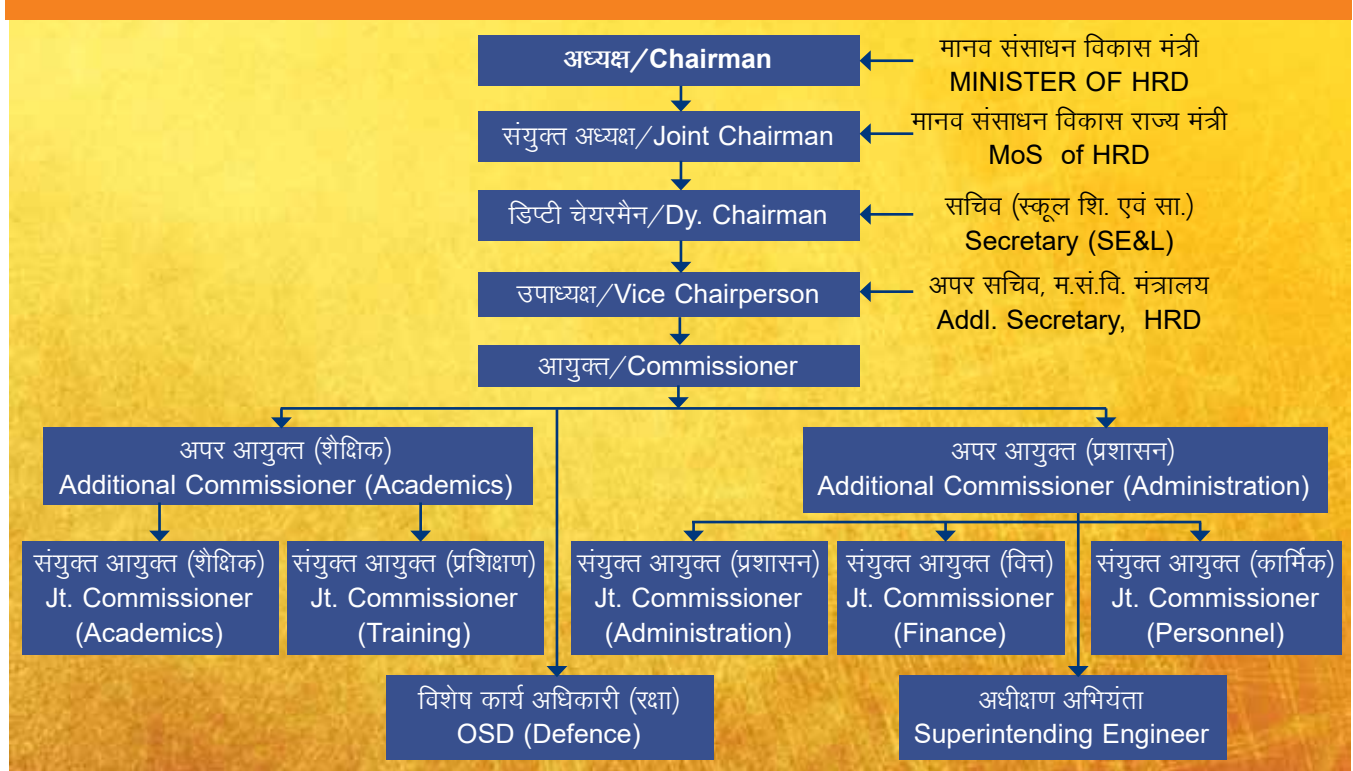 अध्यक्ष/Chairman
मानव संसाधन विकास मंत्री
MINISTER OF HRD
संयुक्त अध्यक्ष/Joint Chairman
मानव संसाधन विकास राज्य मंत्री
MoS of HRD
डिप्टी चेयरमैन/Dy. Chairman
सचिव (स्कूल शि. एवं सा.)
Secretary (SE&L)
उपाध्यक्ष/Vice Chairperson
अपर सचिव, म.सं.वि. मंत्रालय
Addl. Secretary, HRD
आयुक्त/Commissioner
अपर आयुक्त (शैक्षिक)
Additional Commissioner (Academics)
अपर आयुक्त (प्रशासन)
Additional Commissioner (Administration)
संयुक्त आयुक्त (शैक्षिक)
Jt. Commissioner
(Academics)
संयुक्त आयुक्त (प्रशिक्षण)
Jt. Commissioner
(Training)
संयुक्त आयुक्त (प्रशासन)
Jt. Commissioner
(Administration)
संयुक्त आयुक्त (वित्त)
Jt. Commissioner
(Finance)
संयुक्त आयुक्त (कार्मिक)
Jt. Commissioner
(Personnel)
विशेष कार्य अधिकारी (रक्षा)
OSD (Defence)
अधीक्षण अभियंता
Superintending Engineer